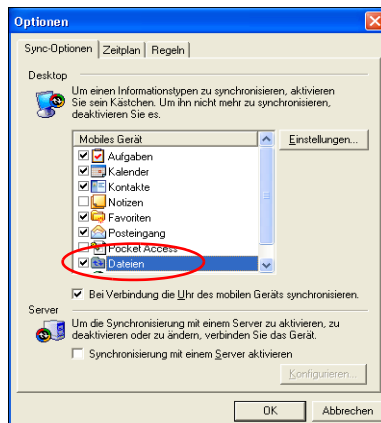 Optionen
Sync-Optionen Zeitplan Regeln
Desktop
Um einen Informationstypen zu synchronisieren, aktivieren
Sie sein Kästchen. Um ihn nicht mehr zu synchronisieren,
deaktivieren Sie es.
Mobiles Gerät
Einstellungen...
Aufgaben
Kalender
Kontakte
Notizen
Favoriten
Posteingang
Pocket Access
Dateien
Bei Verbindung die Uhr des mobilen Geräts synchronisieren.
Server
Um die Synchronisierung mit einem Server zu aktivieren, zu
deaktivieren oder zu ändern, verbinden Sie das Gerät.
Synchronisierung mit einem Server aktivieren
Konfigurieren...
OK Abbrechen